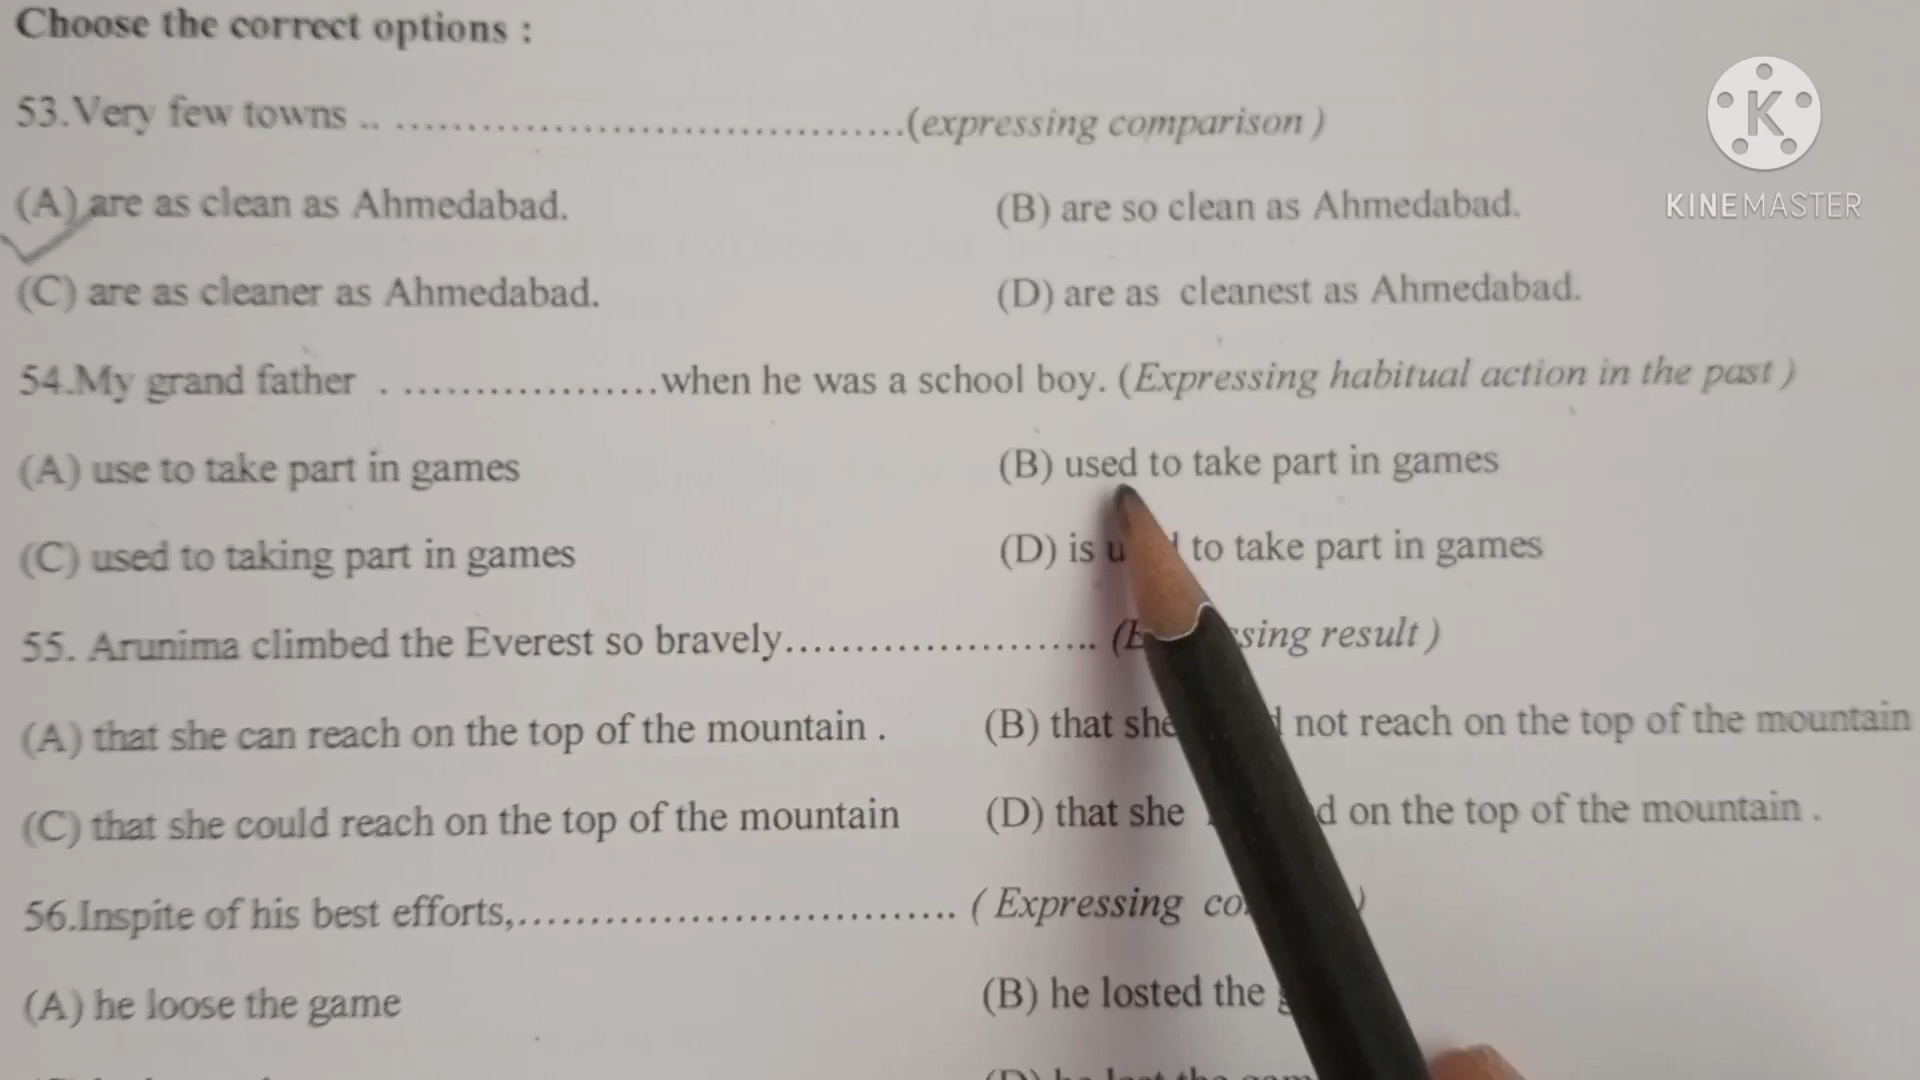 Choose the correct options :
53.Very few towns .. ....................................(expressing comparison )
(A) are as clean as Ahmedabad. (B) are so clean as Ahmedabad.
(C) are as cleaner as Ahmedabad. (D) are as cleanest as Ahmedabad.
54.My grand father . ..................when he was a school boy. (Expressing habitual action in the past )
(A) use to take part in games (B) used to take part in games
(C) used to taking part in games (D) is to take part in games
55. Arunima climbed the Everest so bravely...................... ( result )
(A) that she can reach on the top of the mountain . (B) that she not reach on the top of the mountain
(C) that she could reach on the top of the mountain (D) that she on the top of the mountain .
56.Inspite of his best efforts,............................... ( Expressing )
(A) he loose the game (B) he losted the
(D) he lost the
KINEMASTER